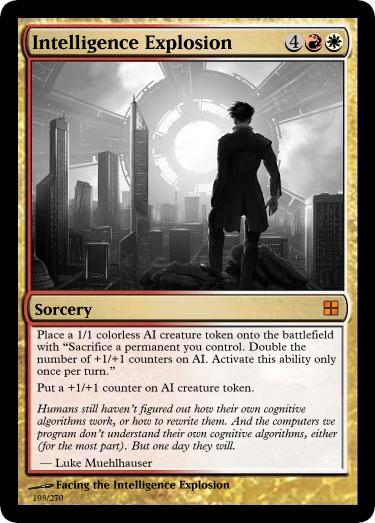 Intelligence Explosion 4
Sorcery
Place a 1/1 colorless AI creature token onto the battlefield
with “Sacrifice a permanent you control. Double the
number of +1/+1 counters on AI. Activate this ability only
once per turn.”
Put a +1/+1 counter on AI creature token.
Humans still haven't figured out how their own cognitive
algorithms work, or how to rewrite them. And the computers we
program don't understand their own cognitive algorithms, either
(for the most part). But one day they will.
— Luke Muehlhauser
Facing the Intelligence Explosion
198/270